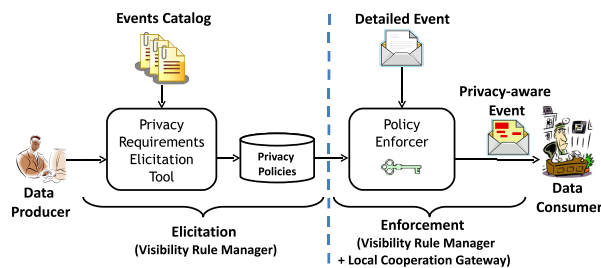 Events Catalog
Detailed Event
Privacy-aware
Event
Privacy
Requirements
Elicitation
Tool
Privacy
Policies
Policy
Enforcer
Data
Producer
Data
Consumer
Elicitation
(Visibility Rule Manager)
Enforcement
(Visibility Rule Manager
+ Local Cooperation Gateway)